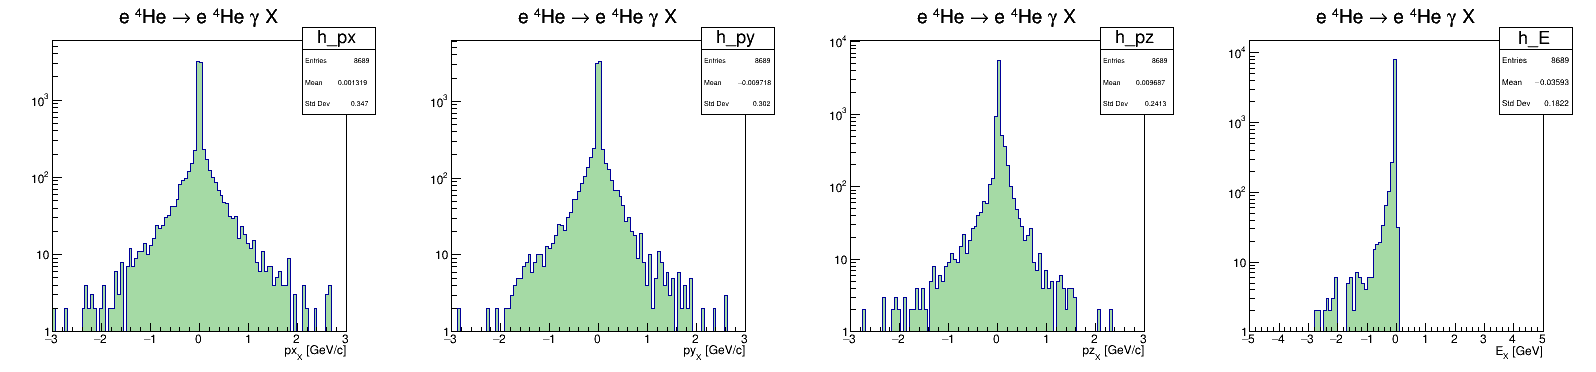 e ⁴He → e ⁴He γ X
h_px
Entries 8689
Mean 0.001319
Std Dev 0.347
10³
10²
10
1
−3 −2 −1 0 1 2 3
px_X [GeV/c]
e ⁴He → e ⁴He γ X
h_py
Entries 8689
Mean −0.009718
Std Dev 0.302
10³
10²
10
1
−3 −2 −1 0 1 2 3
py_X [GeV/c]
e ⁴He → e ⁴He γ X
h_pz
Entries 8689
Mean 0.009687
Std Dev 0.2413
10⁴
10³
10²
10
1
−3 −2 −1 0 1 2 3
pz_X [GeV/c]
e ⁴He → e ⁴He γ X
h_E
Entries 8689
Mean −0.03593
Std Dev 0.1822
10⁴
10³
10²
10
1
−5 −4 −3 −2 −1 0 1 2 3 4 5
E_X [GeV]